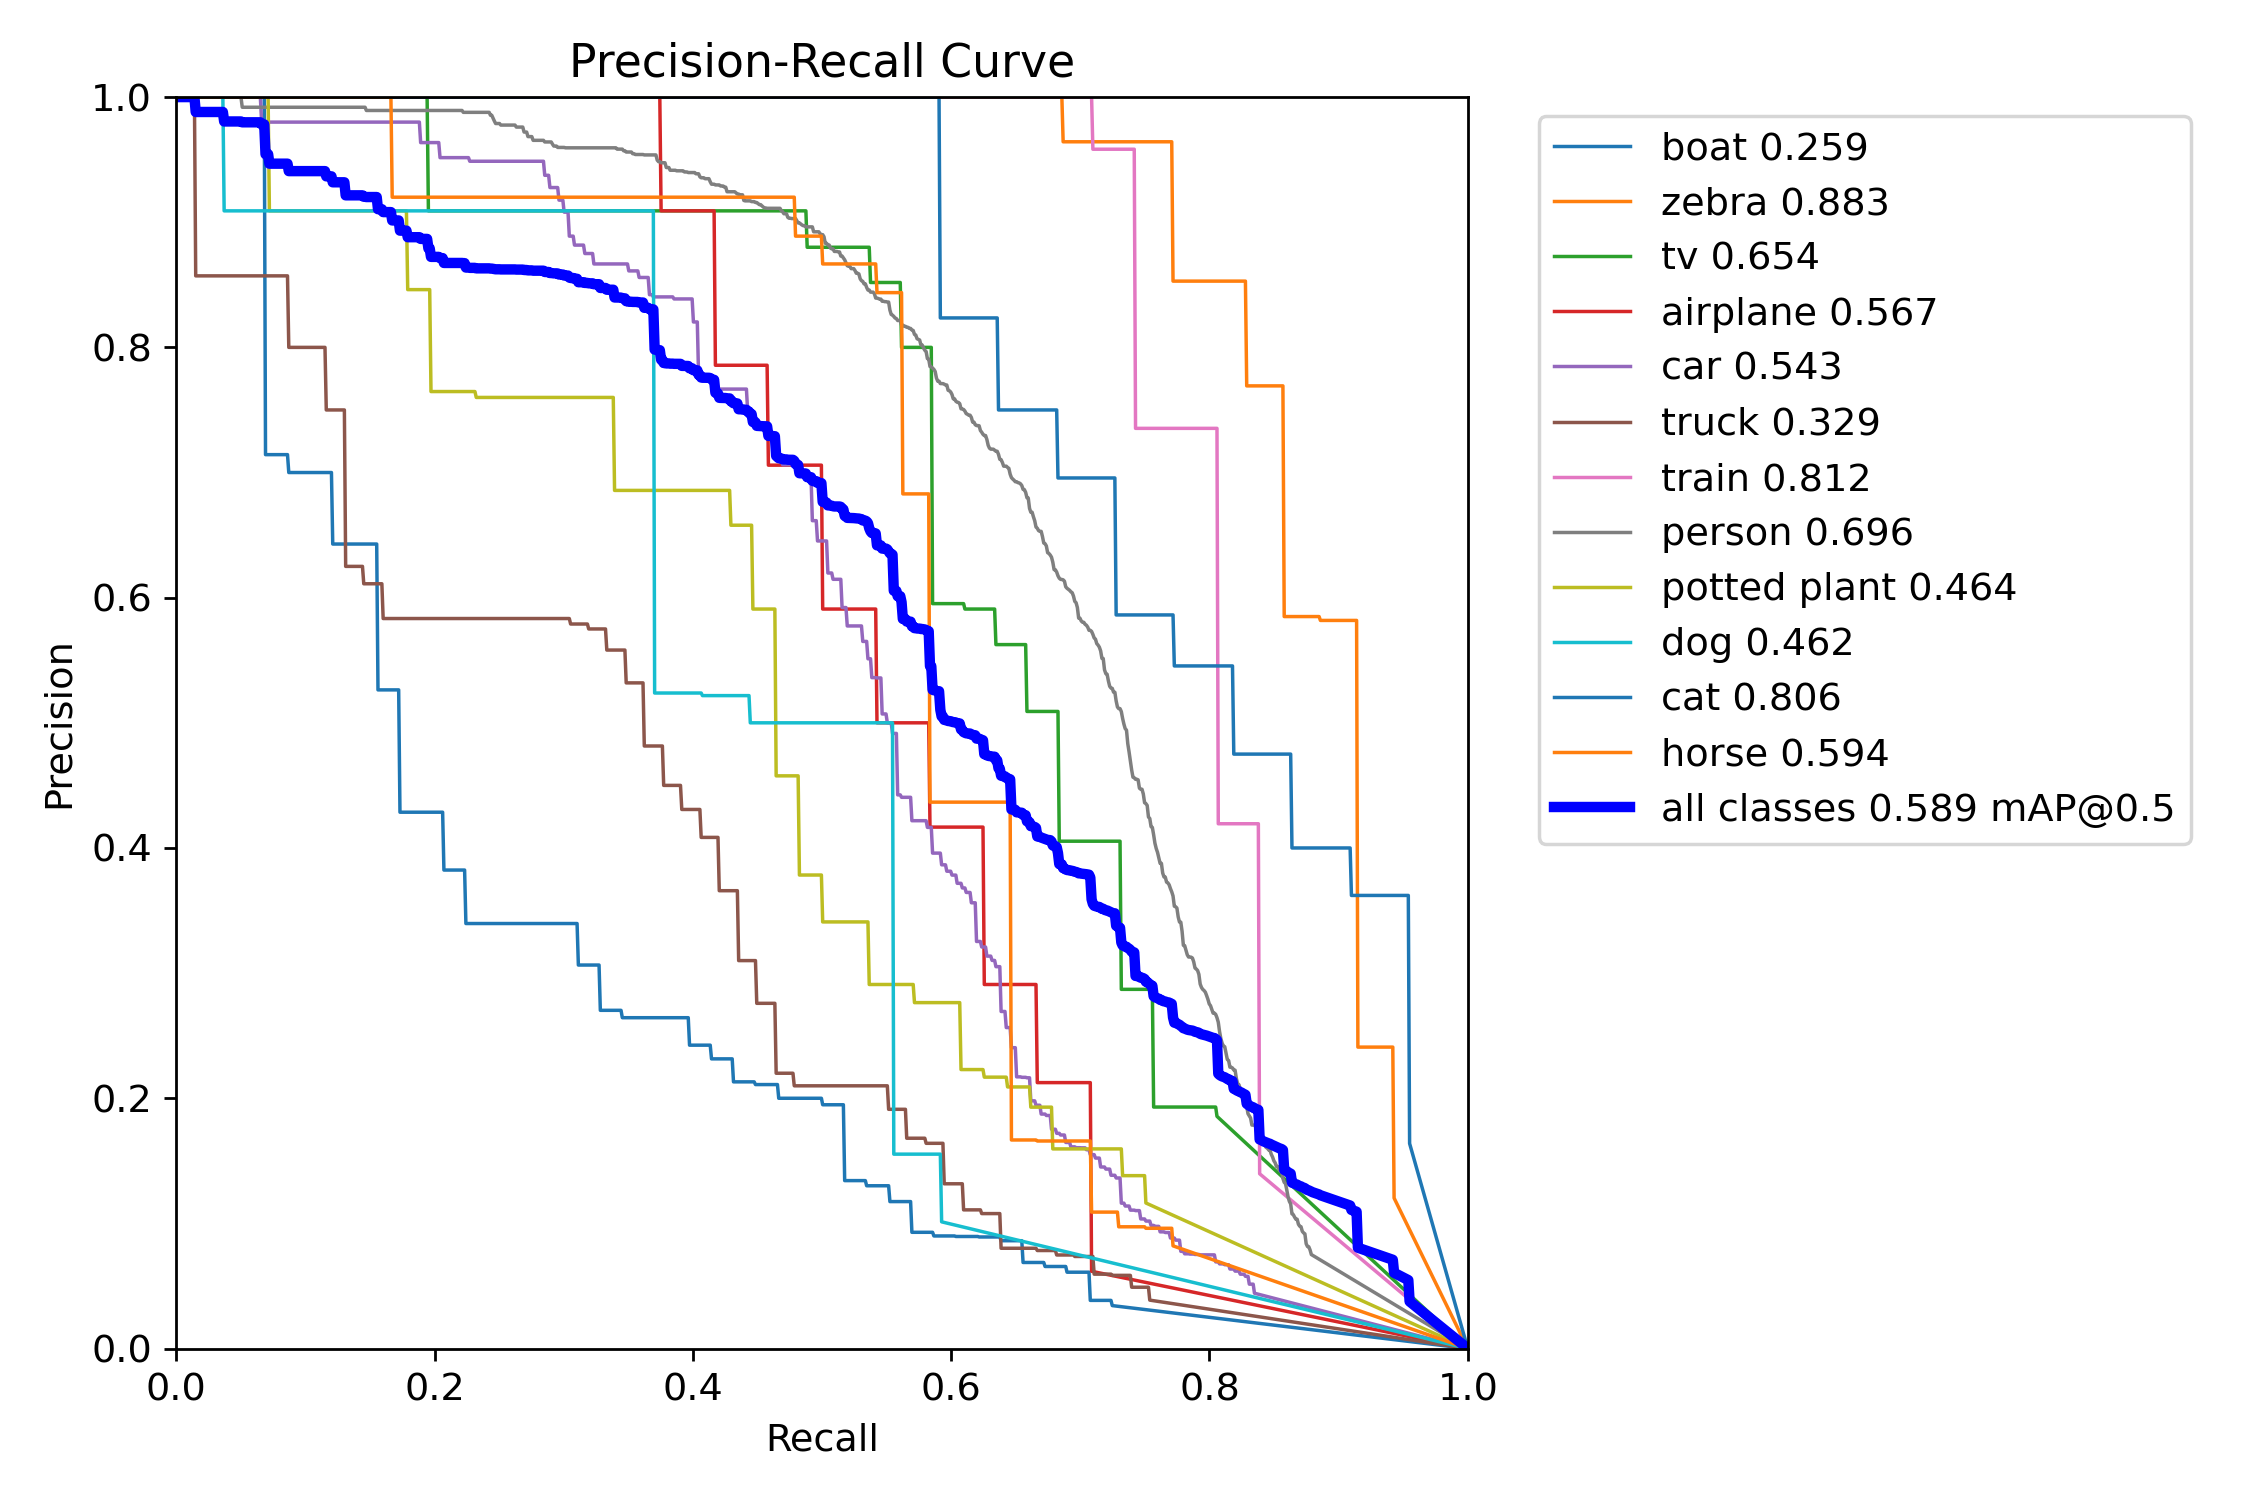 Precision-Recall Curve
1.0
0.8
0.6
0.4
0.2
0.0
Precision
0.0 0.2 0.4 0.6 0.8 1.0
Recall
boat 0.259
zebra 0.883
tv 0.654
airplane 0.567
car 0.543
truck 0.329
train 0.812
person 0.696
potted plant 0.464
dog 0.462
cat 0.806
horse 0.594
all classes 0.589 mAP@0.5